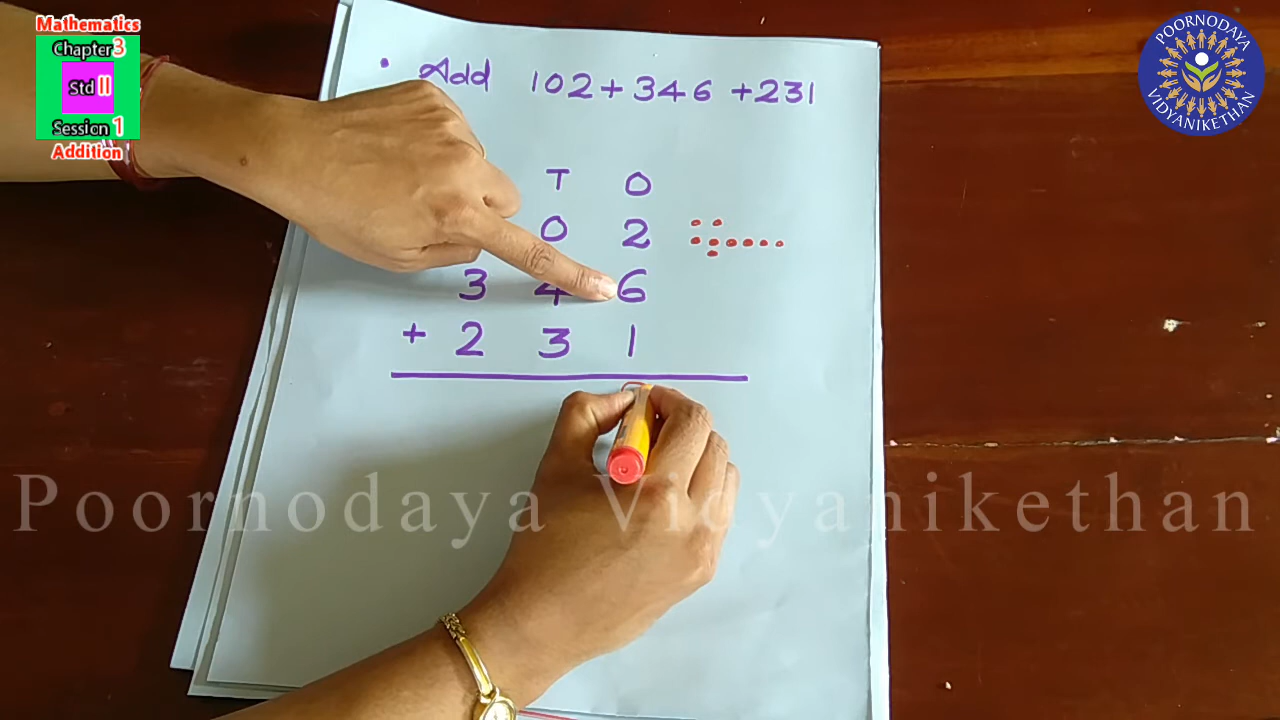 Mathematics
Chapter 3
Std II
Session 1
Addition
POORNODAYA
VIDYANIKETHAN
• Add 102 + 346 + 231
T O
0 2
3 4 6
+ 2 3 1
Poornodaya Vidyanikethan